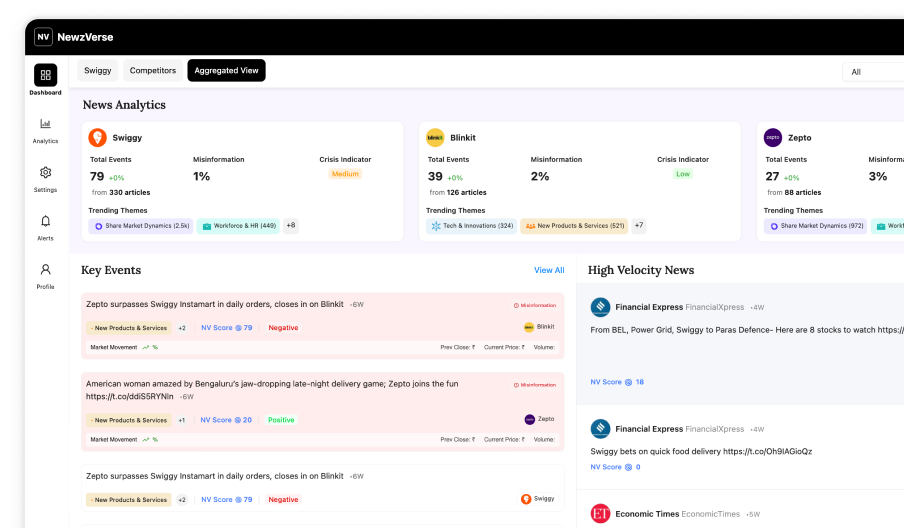 NV NewzVerse
Dashboard
Analytics
Settings
Alerts
Profile
Swiggy Competitors Aggregated View
All
News Analytics
Swiggy
Total Events Misinformation Crisis Indicator
79 +0% 1% Medium
from 330 articles
Trending Themes
Share Market Dynamics (2.5k) Workforce & HR (449) +8
blinkit Blinkit
Total Events Misinformation Crisis Indicator
39 +0% 2% Low
from 126 articles
Trending Themes
Tech & Innovations (324) New Products & Services (521) +7
zepto Zepto
Total Events Misinforma
27 +0% 3%
from 88 articles
Trending Themes
Share Market Dynamics (972) Workf
Key Events View All
Zepto surpasses Swiggy Instamart in daily orders, closes in on Blinkit •6W Misinformation
- New Products & Services +2 NV Score @ 79 Negative Blinkit
Market Movement % Prev Close: ₹ Current Price: ₹ Volume:
American woman amazed by Bengaluru's jaw-dropping late-night delivery game; Zepto joins the fun Misinformation
https://t.co/ddiS5RYNln •6W
- New Products & Services +1 NV Score @ 20 Positive Zepto
Market Movement % Prev Close: ₹ Current Price: ₹ Volume:
Zepto surpasses Swiggy Instamart in daily orders, closes in on Blinkit •6W
- New Products & Services +2 NV Score @ 79 Negative Swiggy
High Velocity News
Financial Express FinancialXpress •4W
From BEL, Power Grid, Swiggy to Paras Defence- Here are 8 stocks to watch https:/
NV Score @ 18
Financial Express FinancialXpress •4W
Swiggy bets on quick food delivery https://t.co/Oh9IAGioQz
NV Score @ 0
ET Economic Times EconomicTimes •5W